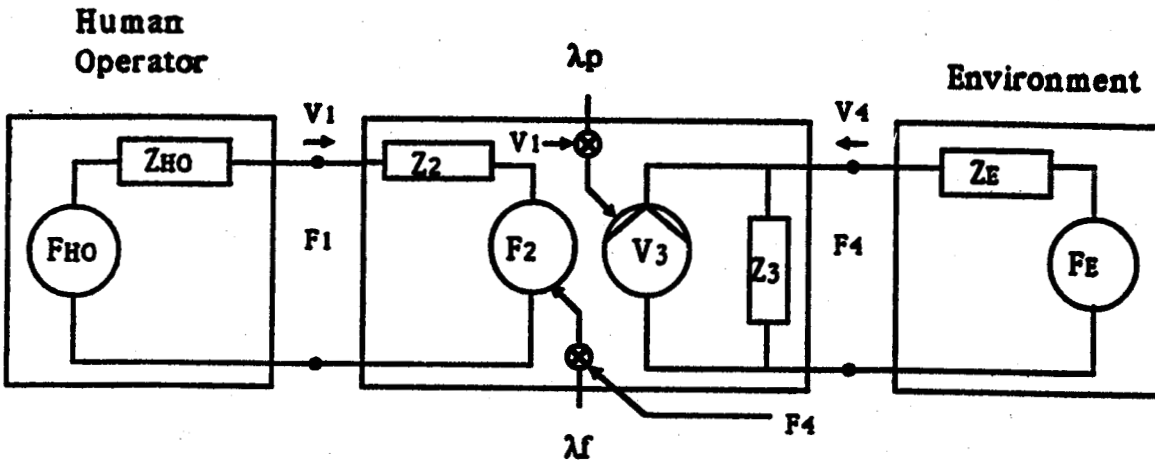 Human
Operator
λp
Environment
V1
V1
V4
ZHO
Z2
ZE
FHO
F1
F2
V3
Z3
F4
FE
F4
λf